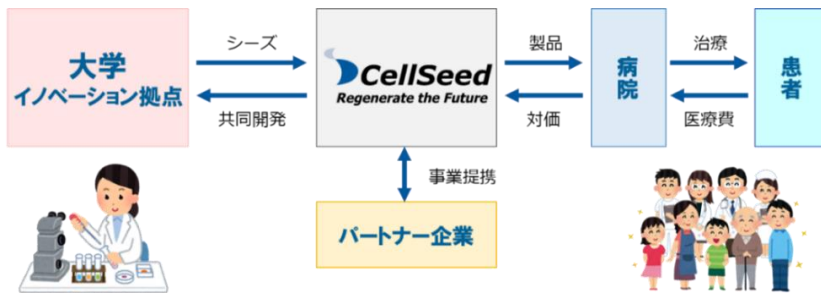 大学
イノベーション拠点
シーズ
共同開発
CellSeed
Regenerate the Future
製品
対価
病院
治療
医療費
患者
事業提携
パートナー企業